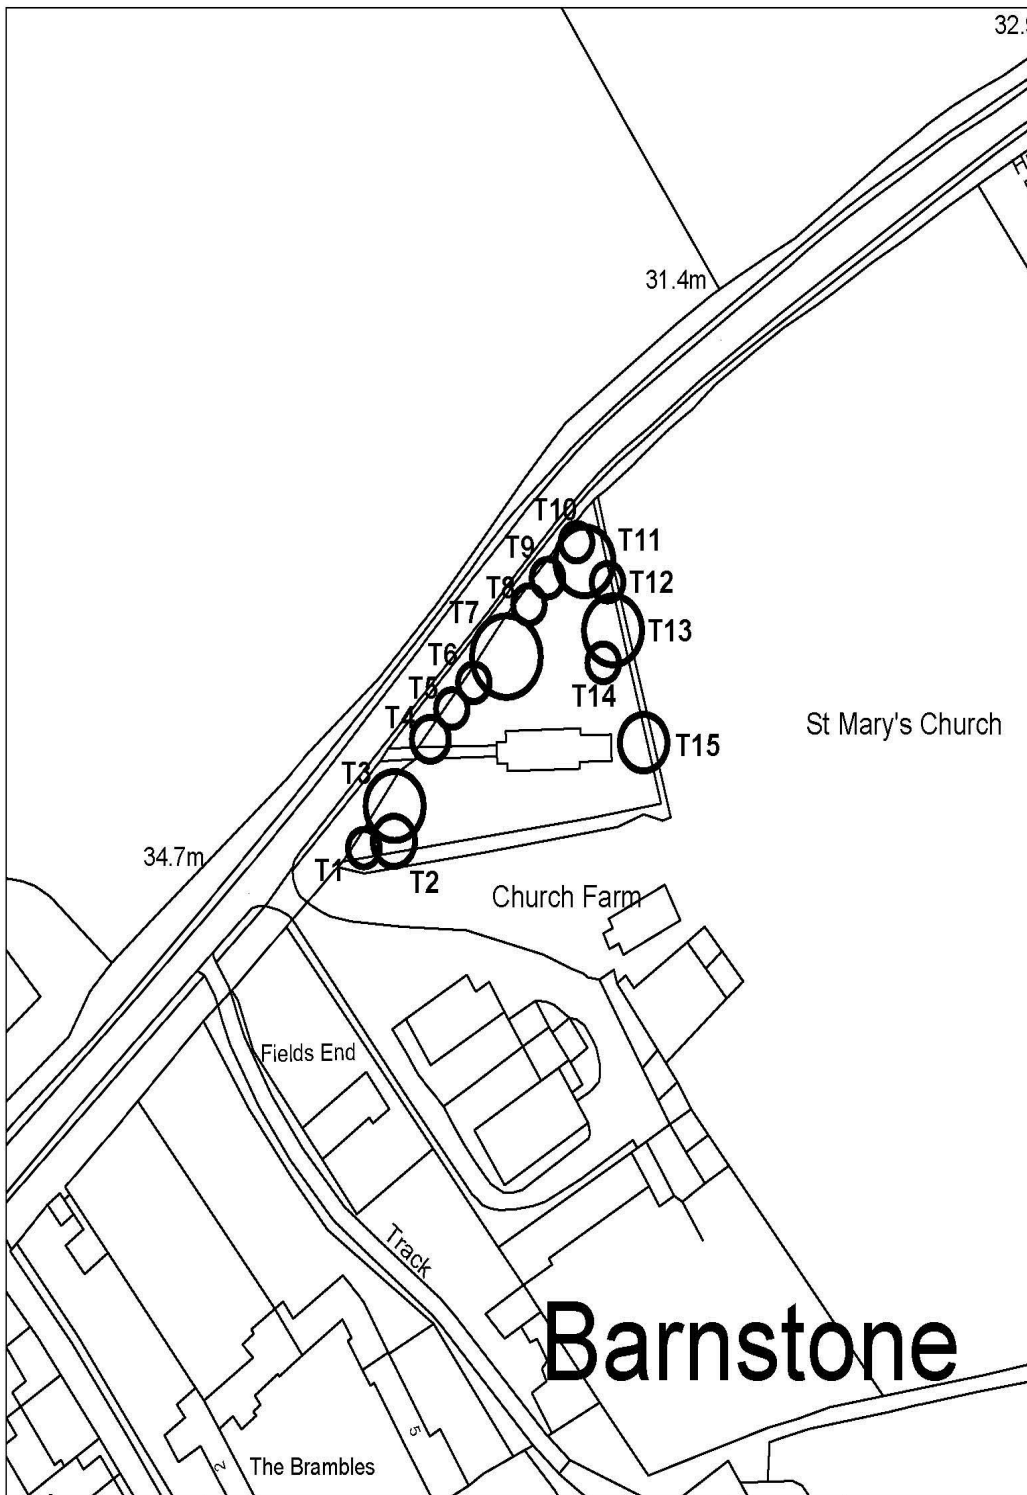 32.9
31.4m
T10
T9
T11
T8
T12
T7
T13
T6
T5
T14
T4
St Mary's Church
T15
T3
34.7m
T1
T2
Church Farm
Fields End
Track
Barnstone
5
2
The Brambles